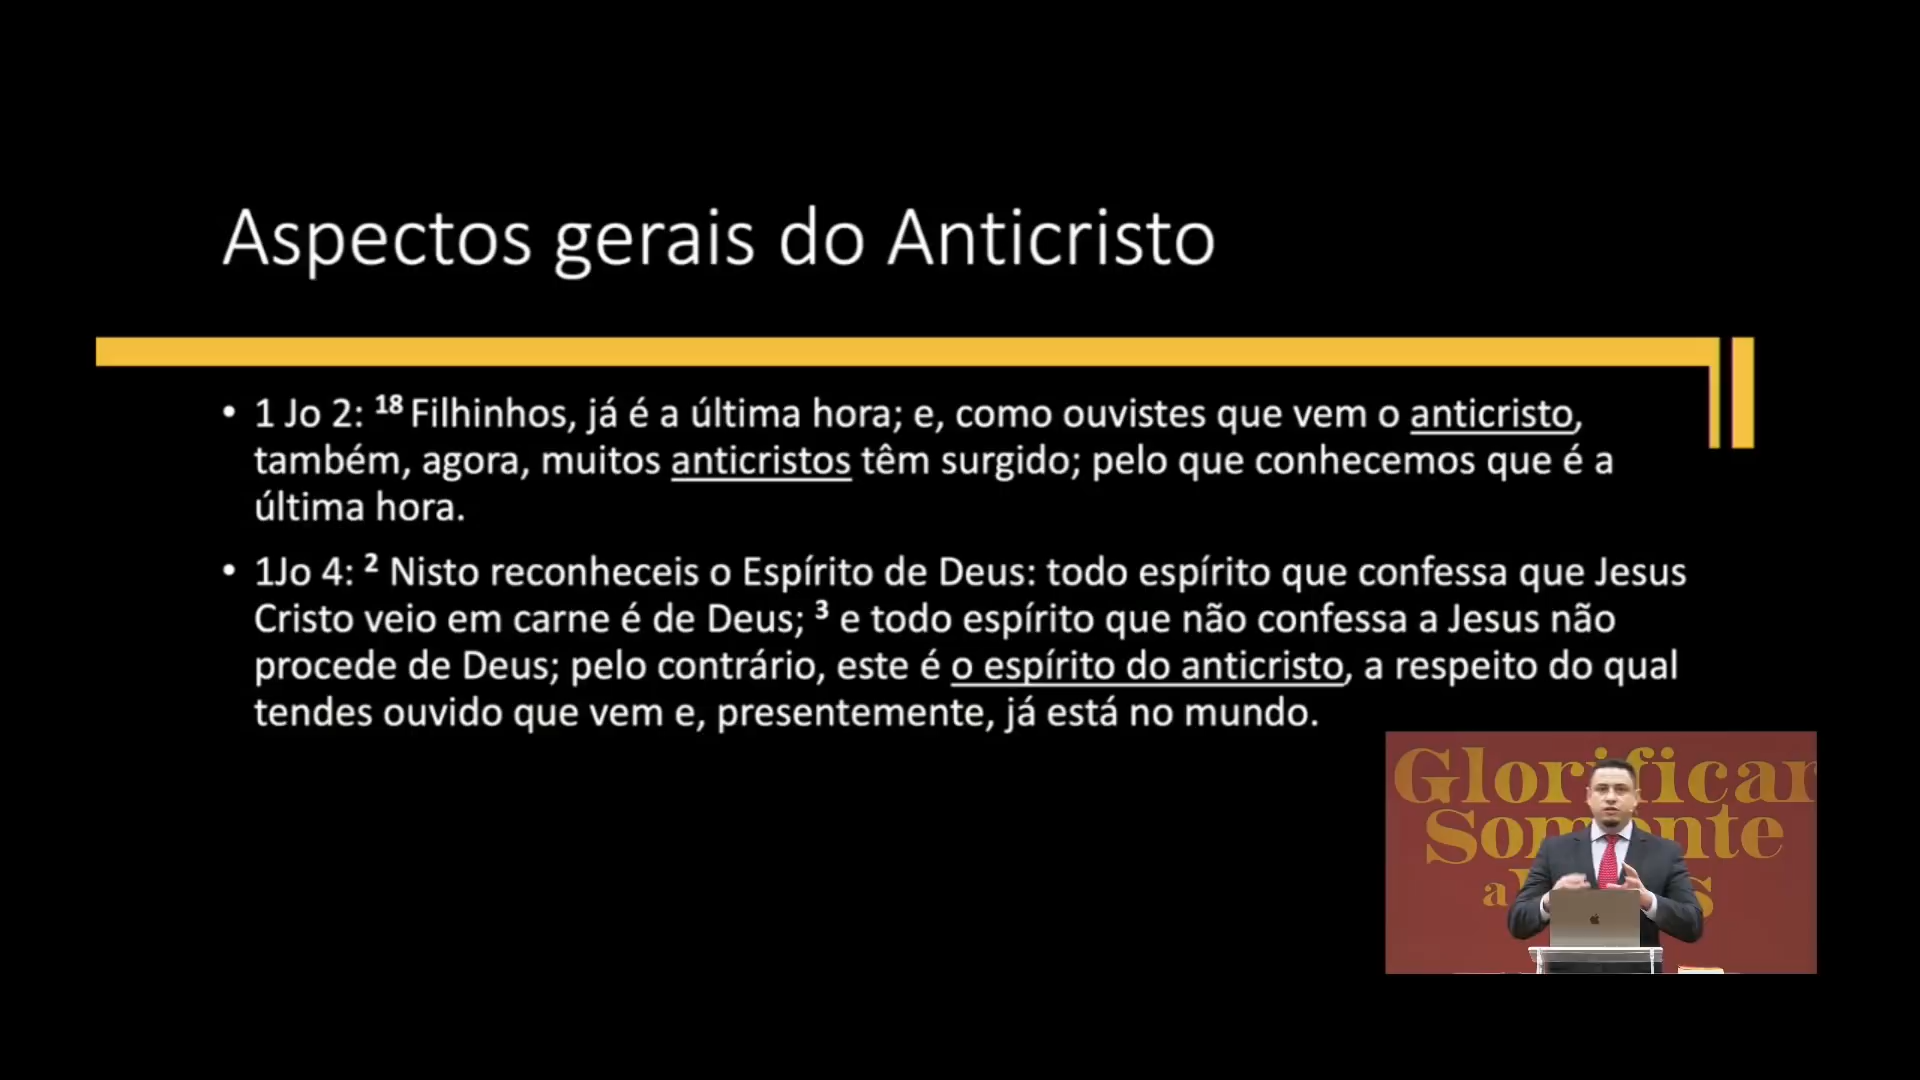 Aspectos gerais do Anticristo
• 1 Jo 2: ¹⁸ Filhinhos, já é a última hora; e, como ouvistes que vem o anticristo,
também, agora, muitos anticristos têm surgido; pelo que conhecemos que é a
última hora.
• 1Jo 4: ² Nisto reconheceis o Espírito de Deus: todo espírito que confessa que Jesus
Cristo veio em carne é de Deus; ³ e todo espírito que não confessa a Jesus não
procede de Deus; pelo contrário, este é o espírito do anticristo, a respeito do qual
tendes ouvido que vem e, presentemente, já está no mundo.
Glorificar
Somente
a